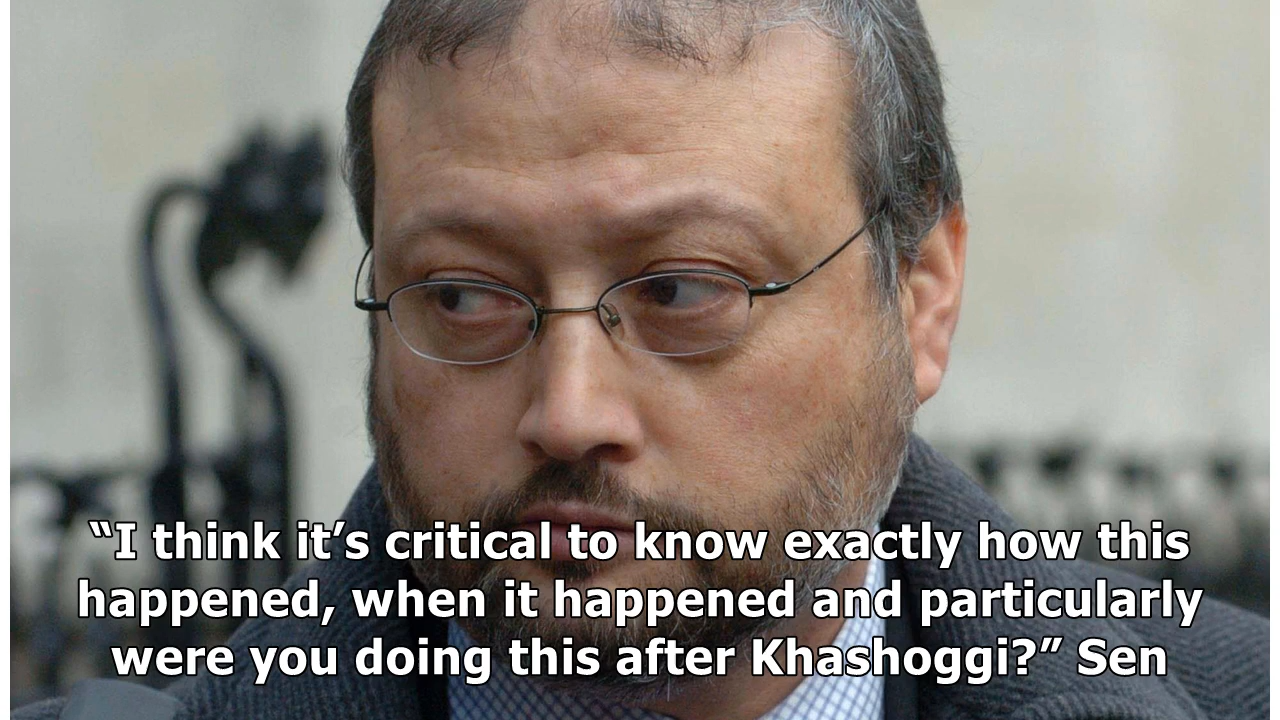 “I think it’s critical to know exactly how this
happened, when it happened and particularly
were you doing this after Khashoggi?” Sen